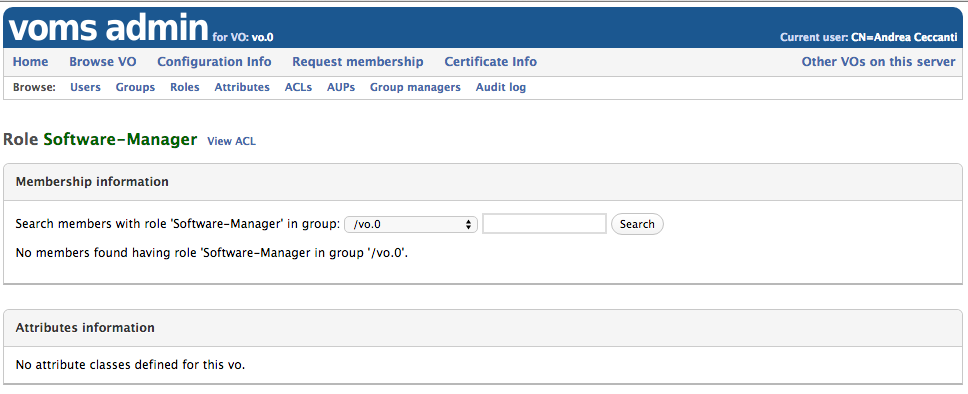 voms admin for VO: vo.0 Current user: CN=Andrea Ceccanti
Home Browse VO Configuration Info Request membership Certificate Info Other VOs on this server
Browse: Users Groups Roles Attributes ACLs AUPs Group managers Audit log
Role Software-Manager View ACL
Membership information
Search members with role 'Software-Manager' in group: /vo.0 Search
No members found having role 'Software-Manager in group '/vo.0'.
Attributes information
No attribute classes defined for this vo.